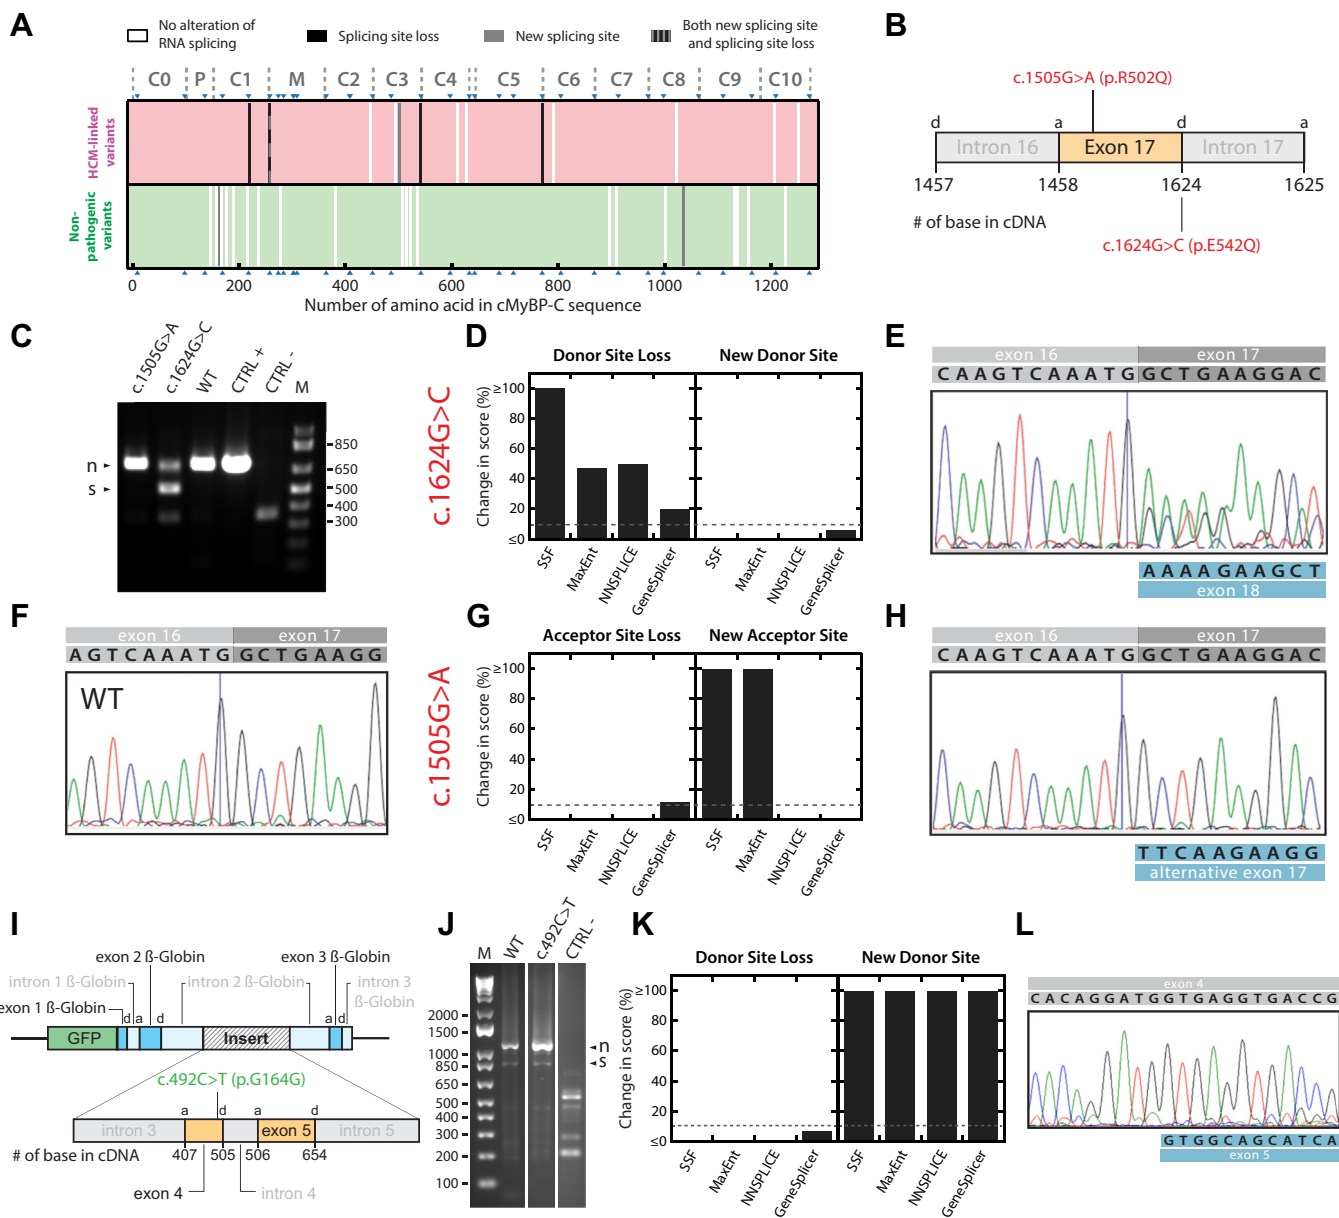 A
No alteration of
RNA splicing
Splicing site loss
New splicing site
Both new splicing site
and splicing site loss
C0 P C1 M C2 C3 C4 C5 C6 C7 C8 C9 C10
HCM-linked
variants
Non-
pathogenic
variants
0 200 400 600 800 1000 1200
Number of amino acid in cMyBP-C sequence
B
c.1505G>A (p.R502Q)
d a d a
Intron 16 Exon 17 Intron 17
1457 1458 1624 1625
# of base in cDNA
c.1624G>C (p.E542Q)
C
c.1505G>A c.1624G>C WT CTRL + CTRL - M
n
s
850
650
500
400
300
D
c.1624G>C
Donor Site Loss New Donor Site
Change in score (%)
≥100
80
60
40
20
≤0
SSF MaxEnt NNSPLICE GeneSplicer SSF MaxEnt NNSPLICE GeneSplicer
E
exon 16 exon 17
C A A G T C A A A T G G C T G A A G G A C
A A A A G A A G C T
exon 18
F
exon 16 exon 17
A G T C A A A T G G C T G A A G G
WT
G
c.1505G>A
Acceptor Site Loss New Acceptor Site
Change in score (%)
≥100
80
60
40
20
≤0
SSF MaxEnt NNSPLICE GeneSplicer SSF MaxEnt NNSPLICE GeneSplicer
H
exon 16 exon 17
C A A G T C A A A T G G C T G A A G G A C
T T C A A G A A G G
alternative exon 17
I
exon 2 ß-Globin exon 3 ß-Globin
intron 1 ß-Globin intron 2 ß-Globin intron 3
ß-Globin
exon 1 ß-Globin
d a d a d
GFP Insert
c.492C>T (p.G164G)
a d a d
intron 3 exon 5 intron 5
# of base in cDNA 407 505 506 654
exon 4 intron 4
J
M WT c.492C>T CTRL -
2000
1500
1000
850
650
500
400
300
200
100
n
s
K
Donor Site Loss New Donor Site
Change in score (%)
≥100
80
60
40
20
≤0
SSF MaxEnt NNSPLICE GeneSplicer SSF MaxEnt NNSPLICE GeneSplicer
L
exon 4
C A C A G G A T G G T G A G G T G A C C G
G T G G C A G C A T C A
exon 5